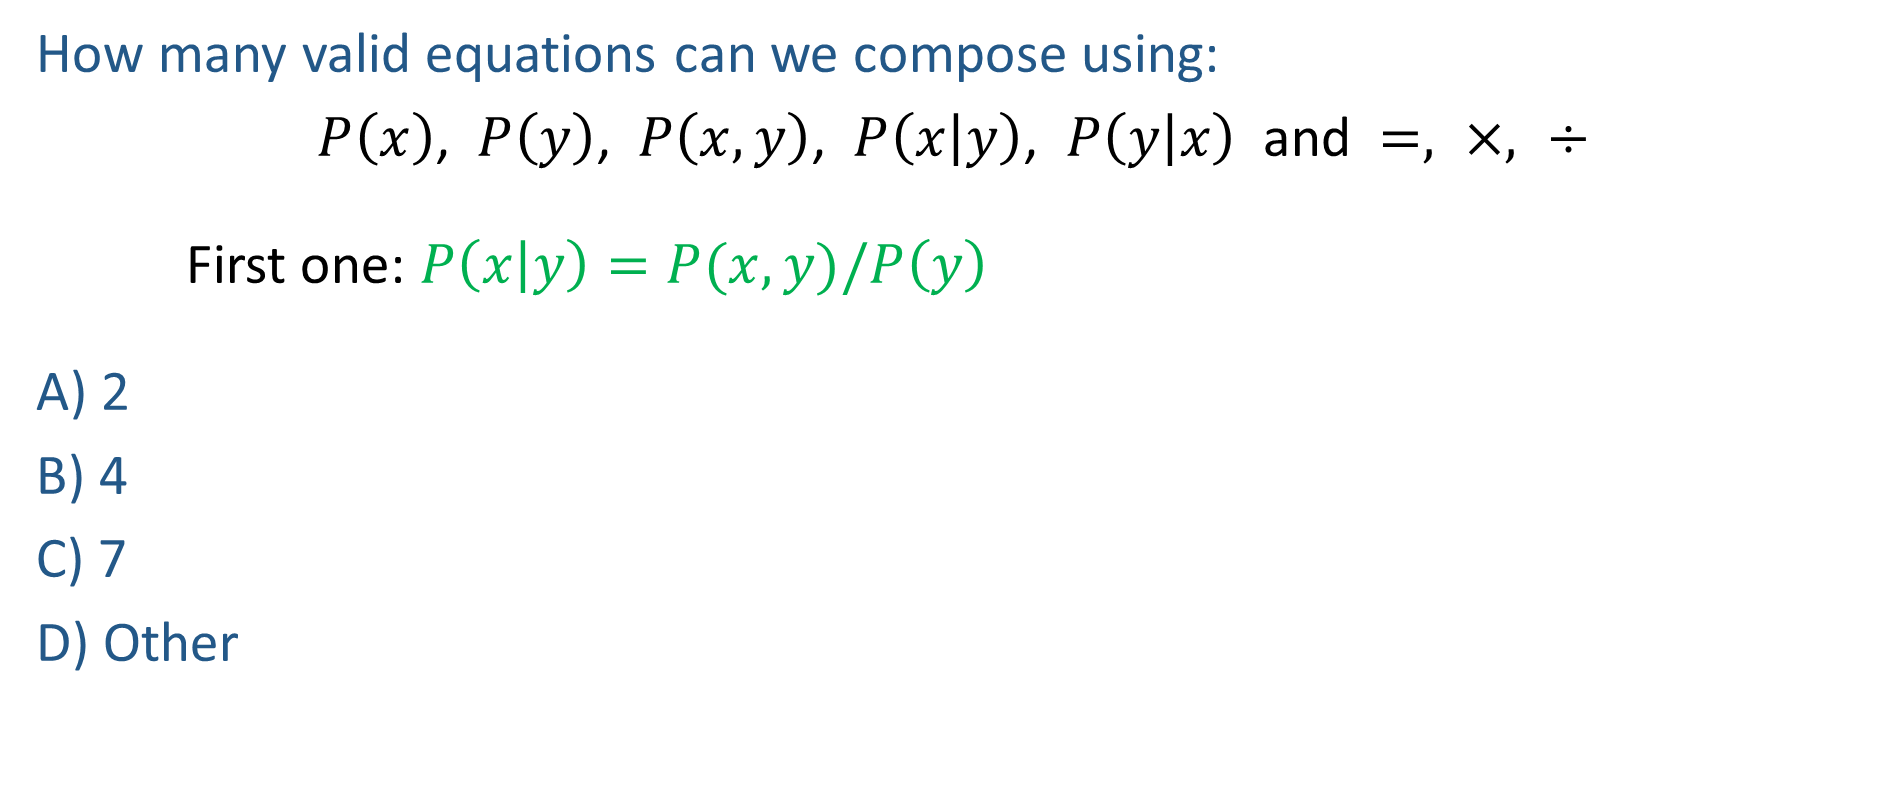 How many valid equations can we compose using:
P(x), P(y), P(x, y), P(x|y), P(y|x) and =, ×, ÷
First one: P(x|y) = P(x, y)/P(y)
A) 2
B) 4
C) 7
D) Other